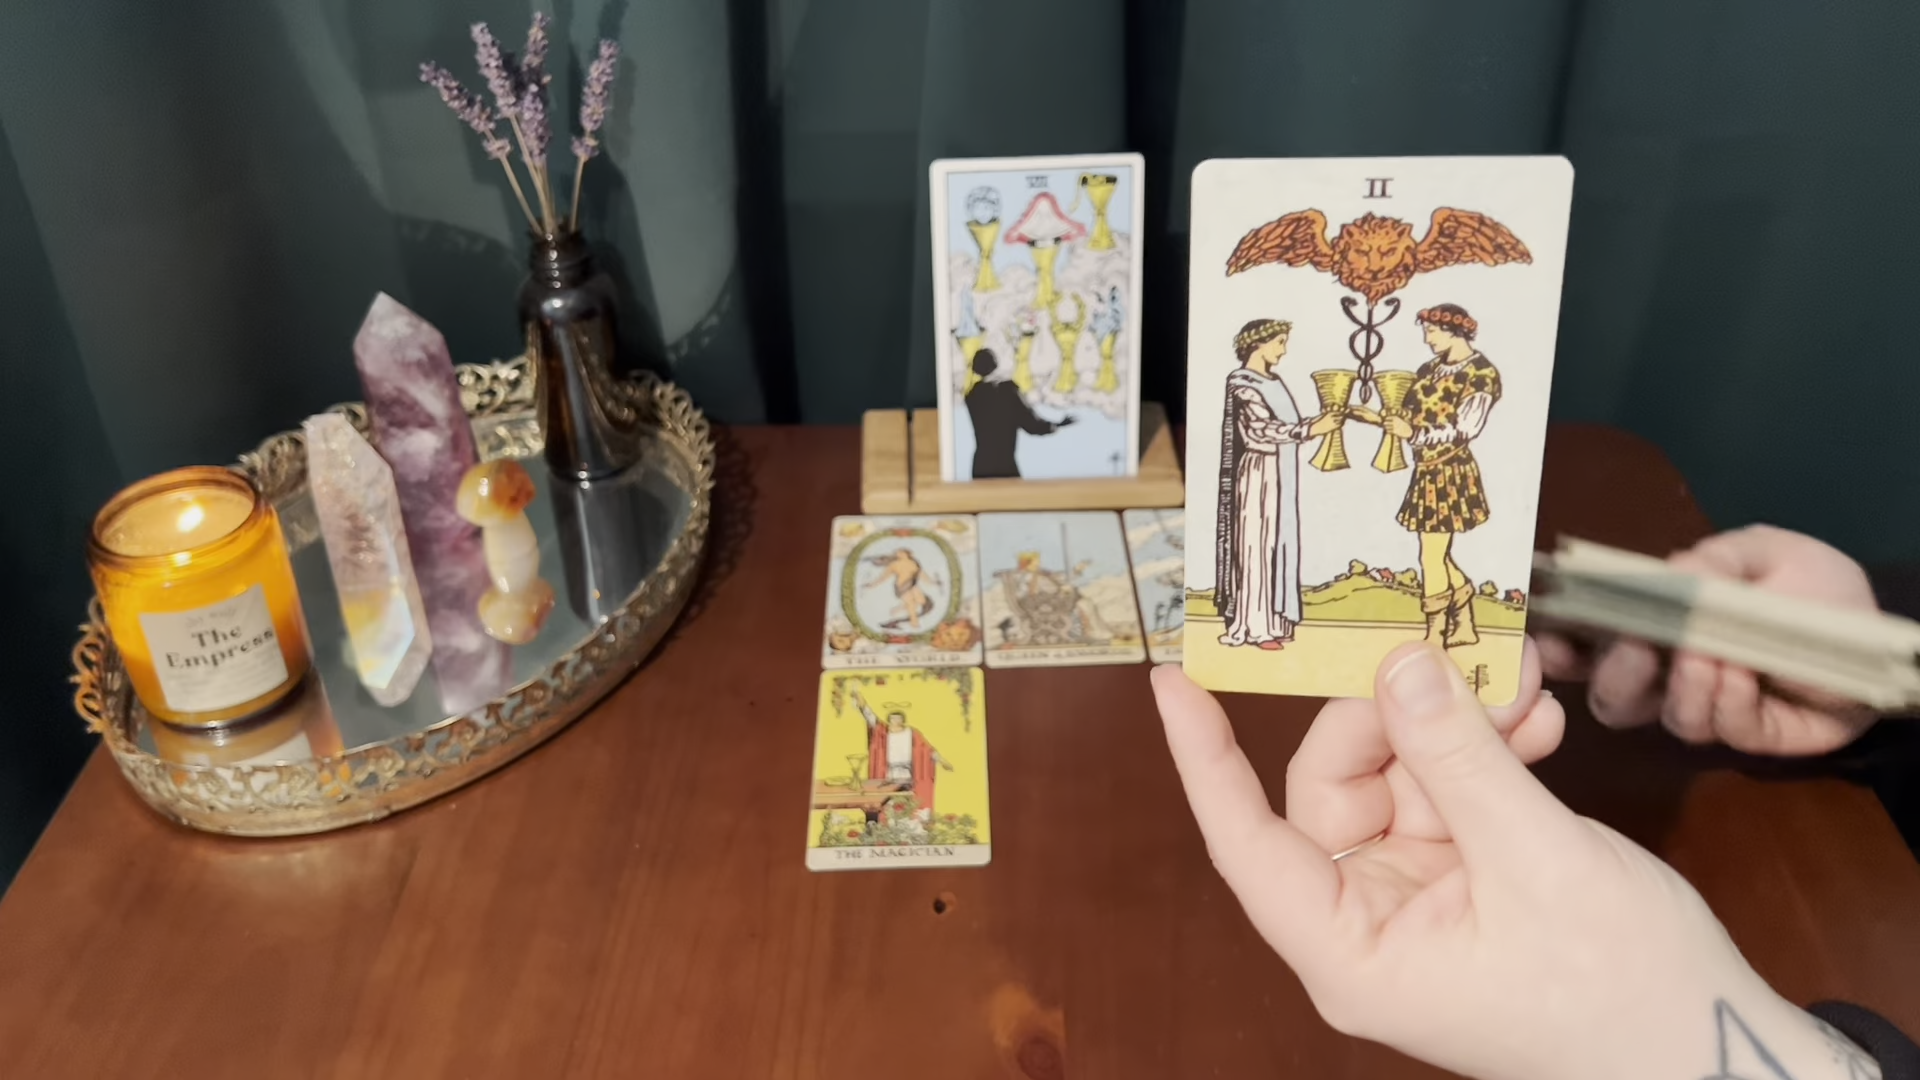 VII
II
The
Empress
THE WORLD
QUEEN of SWORDS
THE MAGICIAN